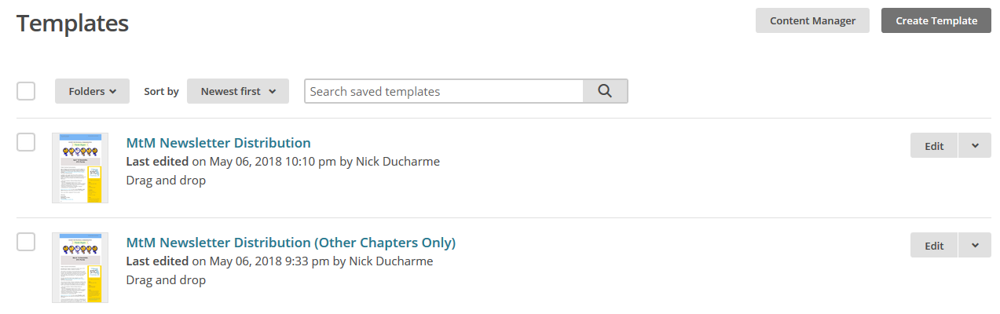 Templates
Content Manager
Create Template
Folders
Sort by
Newest first
Search saved templates
MtM Newsletter Distribution
Last edited on May 06, 2018 10:10 pm by Nick Ducharme
Drag and drop
Edit
MtM Newsletter Distribution (Other Chapters Only)
Last edited on May 06, 2018 9:33 pm by Nick Ducharme
Drag and drop
Edit